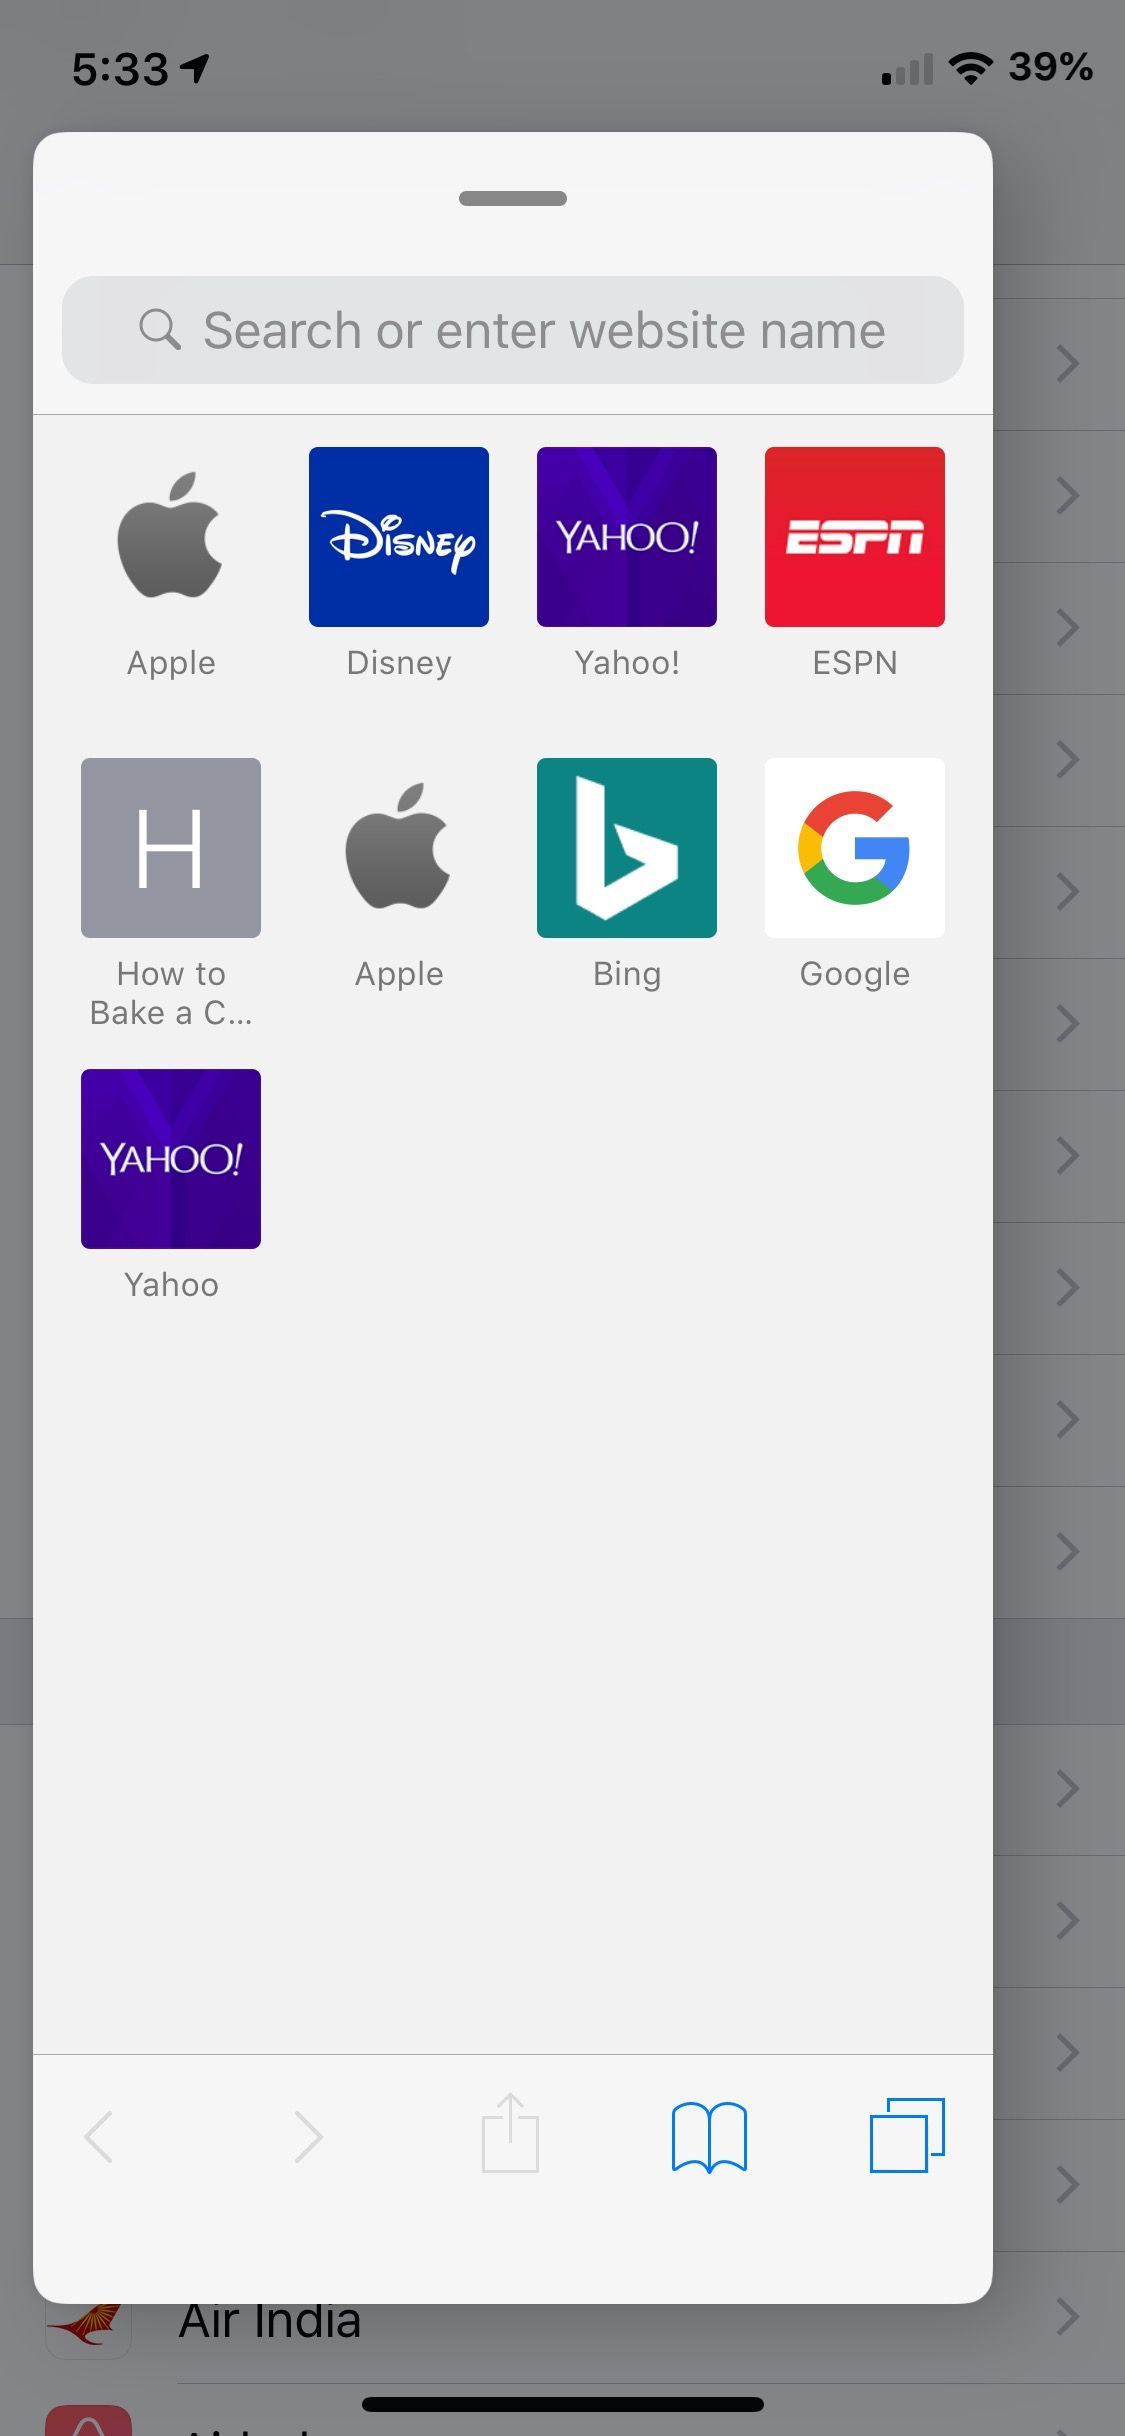 5:33
39%
Search or enter website name
DISNEY
YAHOO!
ESPN
Apple
Disney
Yahoo!
ESPN
H
How to
Bake a C...
Apple
Bing
Google
YAHOO!
Yahoo
Air India